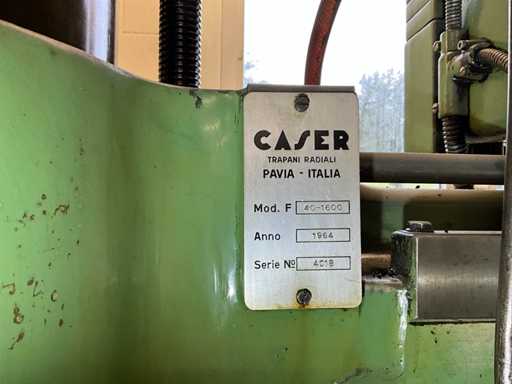 CASER
TRAPANI RADIALI
PAVIA - ITALIA
Mod. F 40-1600
Anno 1964
Serie Nº 4018